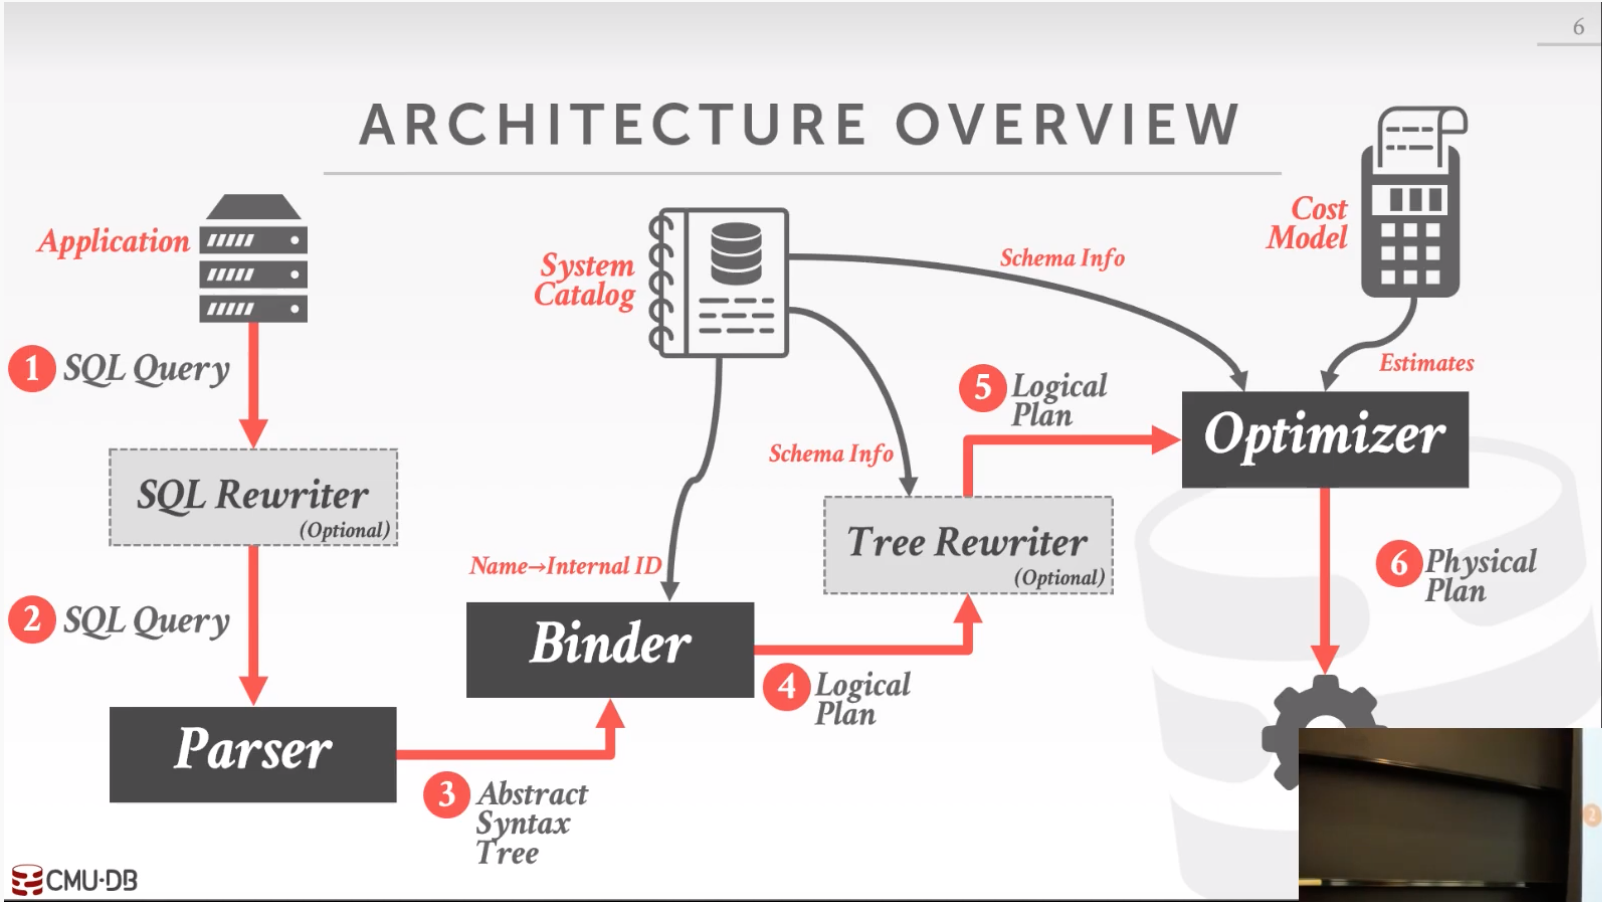 6
ARCHITECTURE OVERVIEW
Application
1 SQL Query
SQL Rewriter
(Optional)
2 SQL Query
Parser
3 Abstract
Syntax
Tree
System
Catalog
Name→Internal ID
Binder
4 Logical
Plan
Schema Info
Tree Rewriter
(Optional)
5 Logical
Plan
Schema Info
Cost
Model
Estimates
Optimizer
6 Physical
Plan
2
CMU·DB